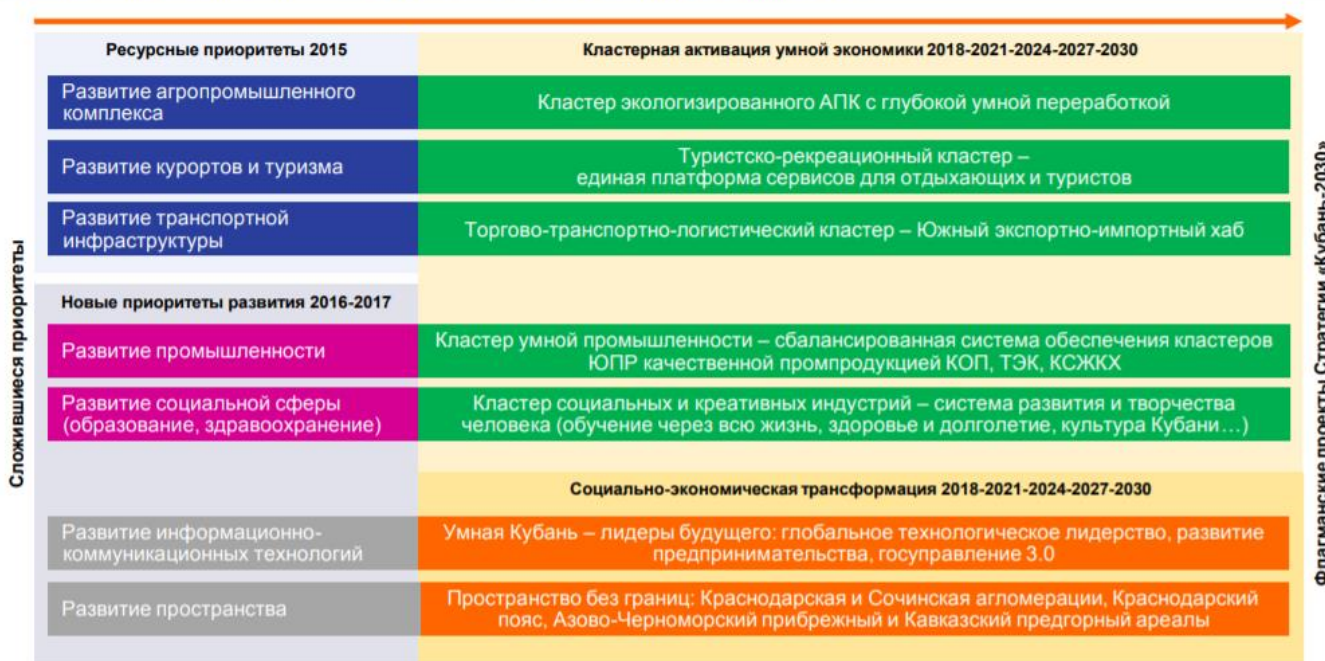 Ресурсные приоритеты 2015
Кластерная активация умной экономики 2018-2021-2024-2027-2030
Развитие агропромышленного
комплекса
Кластер экологизированного АПК с глубокой умной переработкой
Развитие курортов и туризма
Туристско-рекреационный кластер –
единая платформа сервисов для отдыхающих и туристов
Развитие транспортной
инфраструктуры
Торгово-транспортно-логистический кластер – Южный экспортно-импортный хаб
Новые приоритеты развития 2016-2017
Развитие промышленности
Кластер умной промышленности – сбалансированная система обеспечения кластеров
ЮПР качественной промпродукцией КОП, ТЭК, КСЖКХ
Развитие социальной сферы
(образование, здравоохранение)
Кластер социальных и креативных индустрий – система развития и творчества
человека (обучение через всю жизнь, здоровье и долголетие, культура Кубани…)
Социально-экономическая трансформация 2018-2021-2024-2027-2030
Развитие информационно-
коммуникационных технологий
Умная Кубань – лидеры будущего: глобальное технологическое лидерство, развитие
предпринимательства, госуправление 3.0
Развитие пространства
Пространство без границ: Краснодарская и Сочинская агломерации, Краснодарский
пояс, Азово-Черноморский прибрежный и Кавказский предгорный ареалы
Сложившиеся приоритеты
Флагманские проекты Стратегии «Кубань-2030»